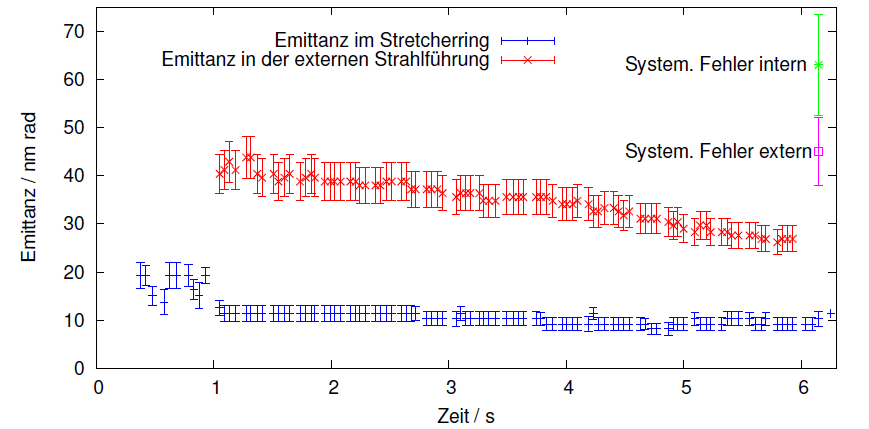 70
60
50
40
30
20
10
0
Emittanz / nm rad
Emittanz im Stretcherring
Emittanz in der externen Strahlführung
System. Fehler intern
System. Fehler extern
0 1 2 3 4 5 6
Zeit / s